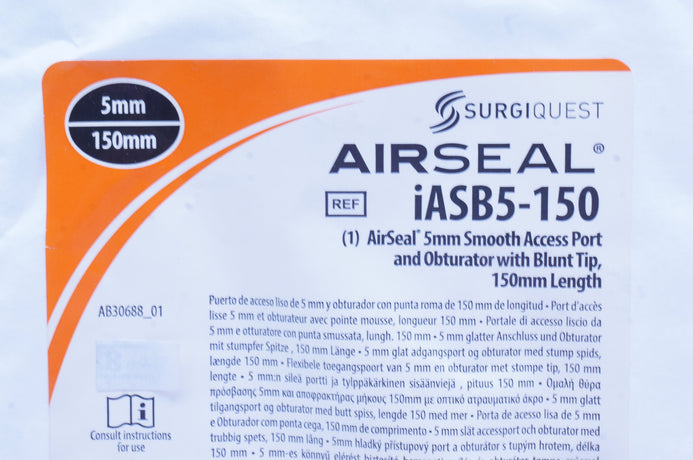 5mm
150mm
SURGIQUEST
AIRSEAL®
REF iASB5-150
(1) AirSeal® 5mm Smooth Access Port
and Obturator with Blunt Tip,
150mm Length
AB30688_01
Puerto de acceso liso de 5 mm y obturador con punta roma de 150 mm de longitud • Port d'accès
lisse 5 mm et obturateur avec pointe mousse, longueur 150 mm • Portale di accesso liscio da
5 mm e otturatore con punta smussata, lungh. 150 mm • 5 mm glatter Anschluss und Obturator
mit stumpfer Spitze , 150 mm Länge • 5 mm glat adgangsport og obturator med stump spids,
længde 150 mm • Flexibele toegangspoort van 5 mm en obturator met stompe tip, 150 mm
lengte • 5 mm:n sileä portti ja tylppäkärkinen sisäänviejä , pituus 150 mm • Ομαλή θύρα
πρόσβασης 5mm και αποφρακτήρας μήκους 150mm με οπτικό ατραυματικό άκρο • 5 mm glatt
tilgangsport og obturator med butt spiss, lengde 150 med mer • Porta de acceso lisa de 5 mm
e Obturador com ponta cega, 150 mm de comprimento • 5 mm slät accessport och obturator med
trubbig spets, 150 mm lång • 5mm hladký přístupový port a obturátor s tupým hrotem, délka
150 mm • 5 mm-es könnyű elérést biztosító
Consult instructions
for use